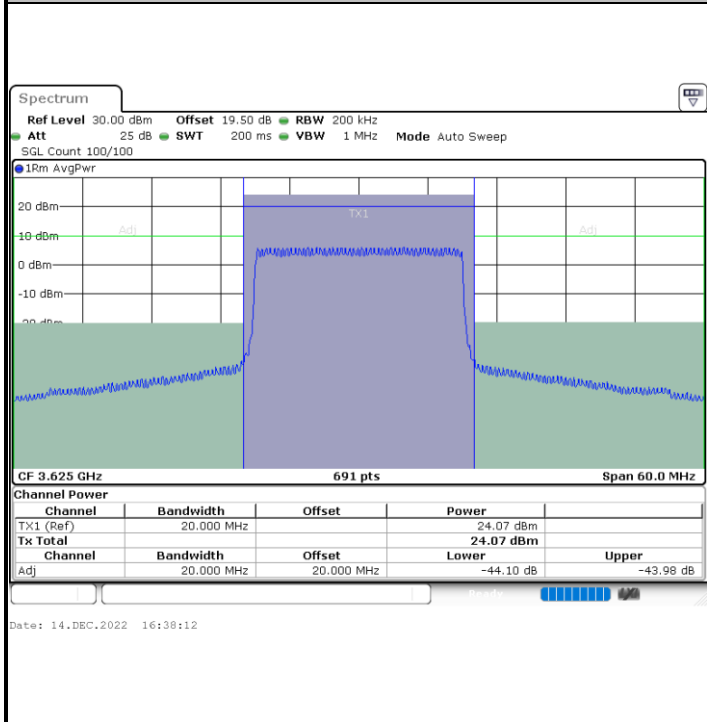 Spectrum
Ref Level 30.00 dBm Offset 19.50 dB RBW 200 kHz
Att 25 dB SWT 200 ms VBW 1 MHz Mode Auto Sweep
SGL Count 100/100
1Rm AvgPwr
20 dBm
TX1
10 dBm Adj Adj
0 dBm
-10 dBm
-20 dBm
CF 3.625 GHz 691 pts Span 60.0 MHz
Channel Power
Channel Bandwidth Offset Power
TX1 (Ref) 20.000 MHz 24.07 dBm
Tx Total 24.07 dBm
Channel Bandwidth Offset Lower Upper
Adj 20.000 MHz 20.000 MHz -44.10 dB -43.98 dB
Ready
Date: 14.DEC.2022 16:38:12